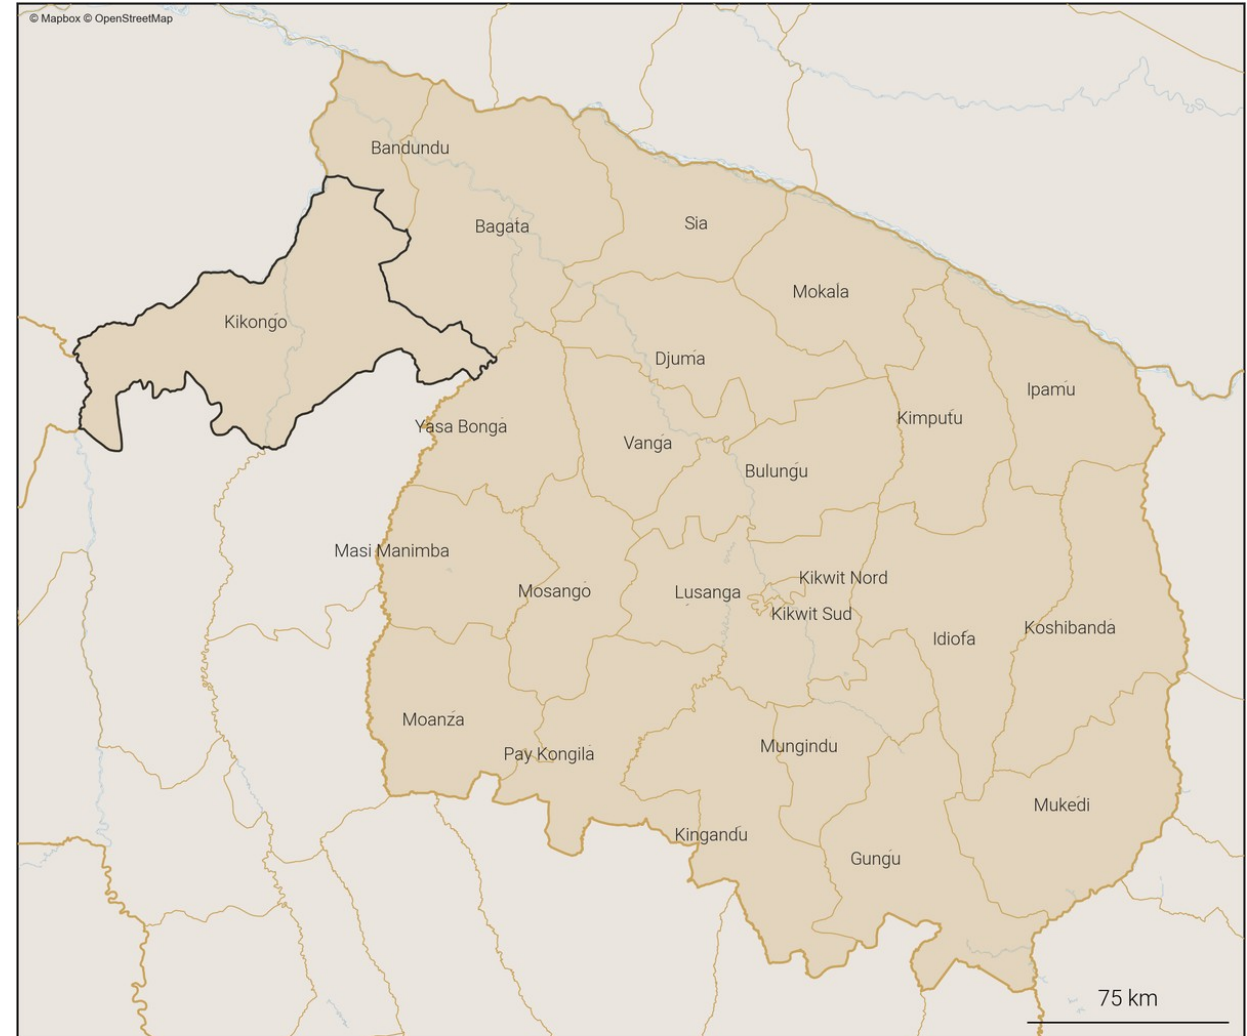 © Mapbox © OpenStreetMap
Bandundu
Bagata
Sia
Mokala
Kikongo
Djuma
Ipamu
Kimputu
Yasa Bonga
Vanga
Bulungu
Masi Manimba
Kikwit Nord
Mosango
Lusanga
Kikwit Sud
Koshibanda
Idiofa
Moanza
Mungindu
Pay Kongila
Mukedi
Kingandu
Gungu
75 km